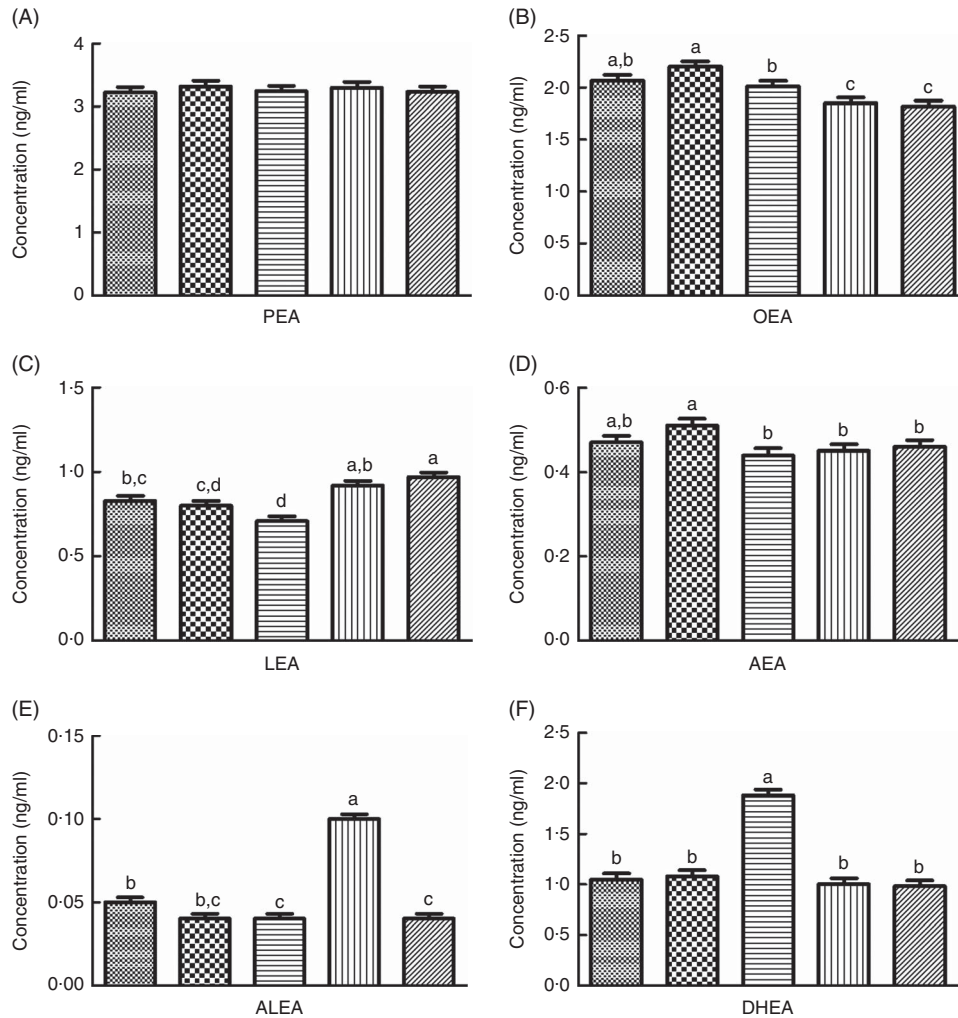 (A)
Concentration (ng/ml)
4
3
2
1
0
PEA
(B)
Concentration (ng/ml)
2·5
2·0
1·5
1·0
0·5
0·0
a,b
a
b
c
c
OEA
(C)
Concentration (ng/ml)
1·5
1·0
0·5
0·0
b,c
c,d
d
a,b
a
LEA
(D)
Concentration (ng/ml)
0·6
0·4
0·2
0·0
a,b
a
b
b
b
AEA
(E)
Concentration (ng/ml)
0·15
0·10
0·05
0·00
b
b,c
c
a
c
ALEA
(F)
Concentration (ng/ml)
2·5
2·0
1·5
1·0
0·5
0·0
b
b
a
b
b
DHEA